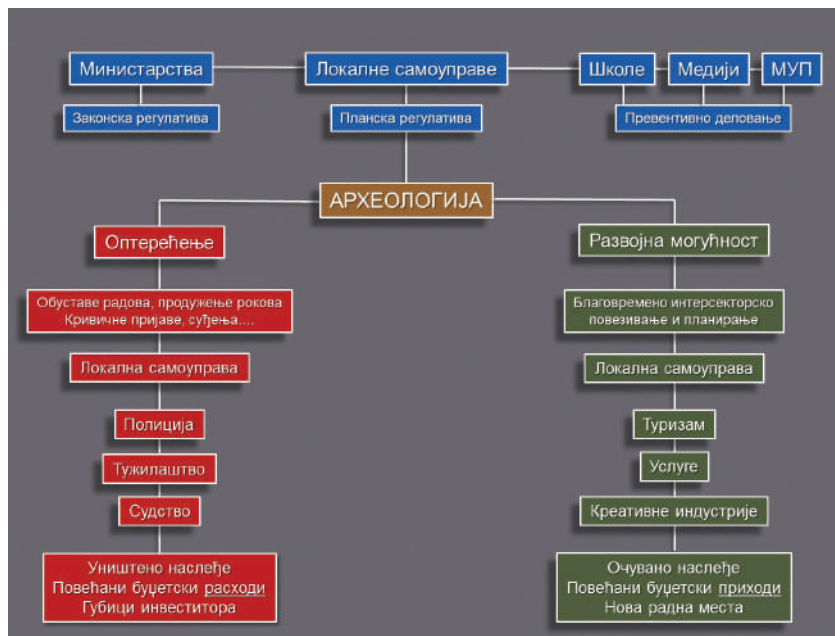 Министарства
Локалне самоуправе
Школе
Медији
МУП
Законска регулатива
Планска регулатива
Превентивно деловање
АРХЕОЛОГИЈА
Оптерећење
Развојна могућност
Обуставе радова, продужење рокова
Кривичне пријаве, суђења....
Благовремено интерсекторско
повезивање и планирање
Локална самоуправа
Локална самоуправа
Полиција
Туризам
Тужилаштво
Услуге
Судство
Креативне индустрије
Уништено наслеђе
Повећани буџетски расходи
Губици инвеститора
Очувано наслеђе
Повећани буџетски приходи
Нова радна места